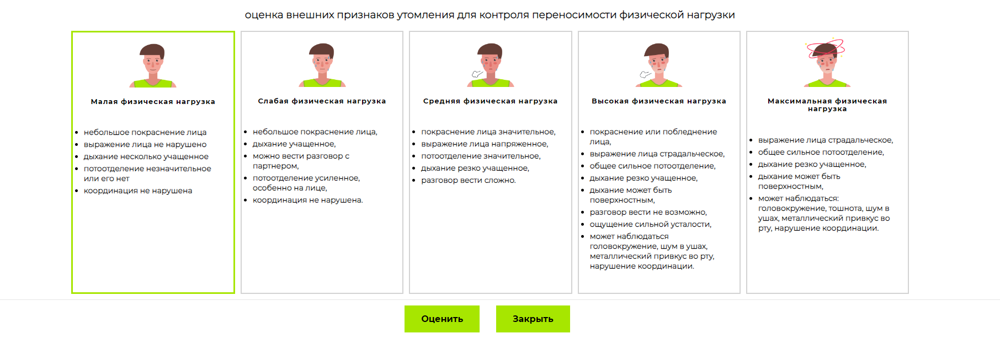 оценка внешних признаков утомления для контроля переносимости физической нагрузки
Малая физическая нагрузка
небольшое покраснение лица
выражение лица не нарушено
дыхание несколько учащенное
потоотделение незначительное
или его нет
координация не нарушена
Слабая физическая нагрузка
небольшое покраснение лица,
дыхание учащенное,
можно вести разговор с
партнером,
потоотделение усиленное,
особенно на лице,
координация не нарушена.
Средняя физическая нагрузка
покраснение лица значительное,
выражение лица напряженное,
потоотделение значительное,
дыхание резко учащенное,
разговор вести сложно.
Высокая физическая нагрузка
покраснение или побледнение
лица,
выражение лица страдальческое,
общее сильное потоотделение,
дыхание резко учащенное,
дыхание может быть
поверхностным,
разговор вести не возможно,
ощущение сильной усталости,
может наблюдаться
головокружение, шум в ушах,
металлический привкус во рту,
нарушение координации.
Максимальная физическая
нагрузка
выражение лица страдальческое,
общее сильное потоотделение,
дыхание резко учащенное,
дыхание может быть
поверхностным,
может наблюдаться:
головокружение, тошнота, шум в
ушах, металлический привкус во
рту, нарушение координации.
Оценить
Закрыть